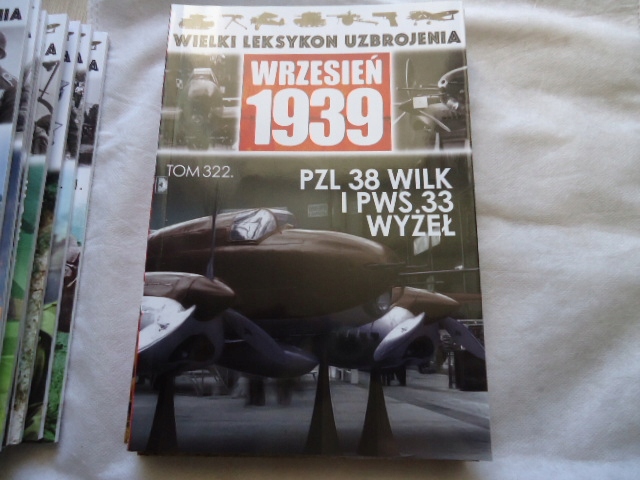 WIELKI LEKSYKON UZBROJENIA
WRZESIEŃ
1939
TOM 322.
PZL 38 WILK
I PWS.33
WYŻEŁ